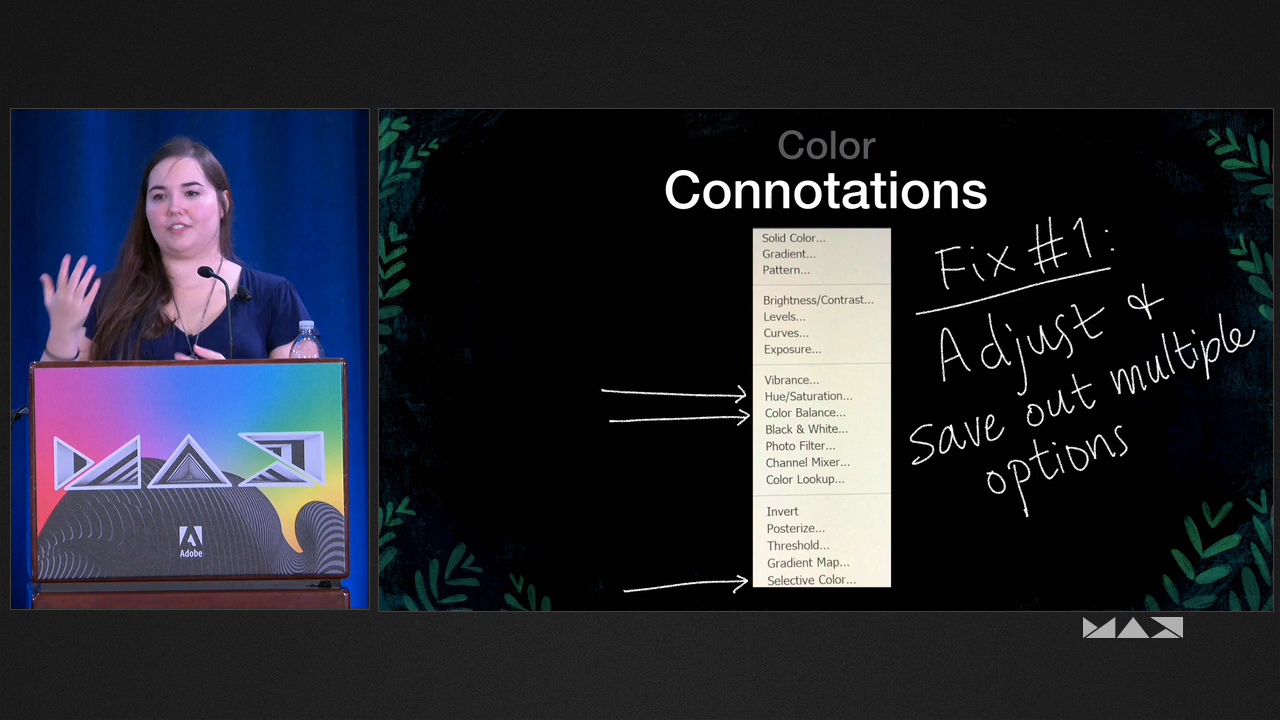 Color
Connotations
Solid Color...
Gradient...
Pattern...
Brightness/Contrast...
Levels...
Curves...
Exposure...
Vibrance...
Hue/Saturation...
Color Balance...
Black & White...
Photo Filter...
Channel Mixer...
Color Lookup...
Invert
Posterize...
Threshold...
Gradient Map...
Selective Color...
Fix #1:
Adjust &
save out multiple
options
MAX
Adobe
MAX